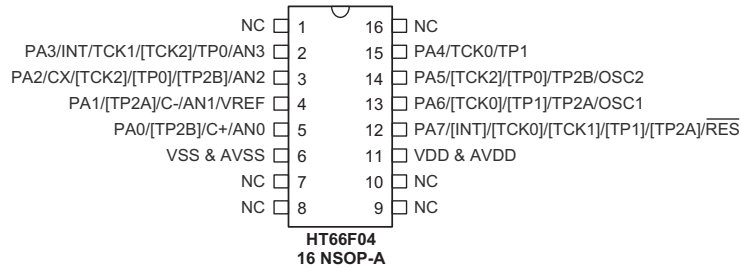 NC 1 16 NC
PA3/INT/TCK1/[TCK2]/TP0/AN3 2 15 PA4/TCK0/TP1
PA2/CX/[TCK2]/[TP0]/[TP2B]/AN2 3 14 PA5/[TCK2]/[TP0]/TP2B/OSC2
PA1/[TP2A]/C-/AN1/VREF 4 13 PA6/[TCK0]/[TP1]/TP2A/OSC1
PA0/[TP2B]/C+/AN0 5 12 PA7/[INT]/[TCK0]/[TCK1]/[TP1]/[TP2A]/RES
VSS & AVSS 6 11 VDD & AVDD
NC 7 10 NC
NC 8 9 NC
HT66F04
16 NSOP-A